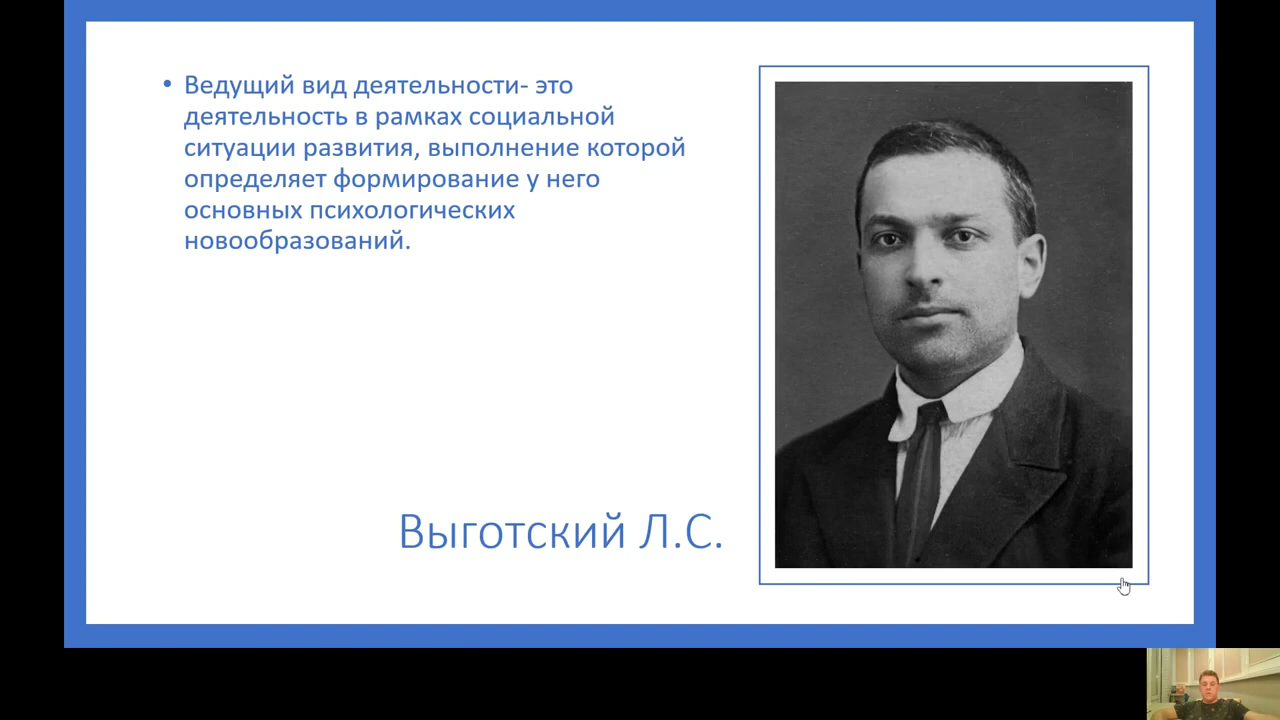 Ведущий вид деятельности- это
деятельность в рамках социальной
ситуации развития, выполнение которой
определяет формирование у него
основных психологических
новообразований.
Выготский Л.С.